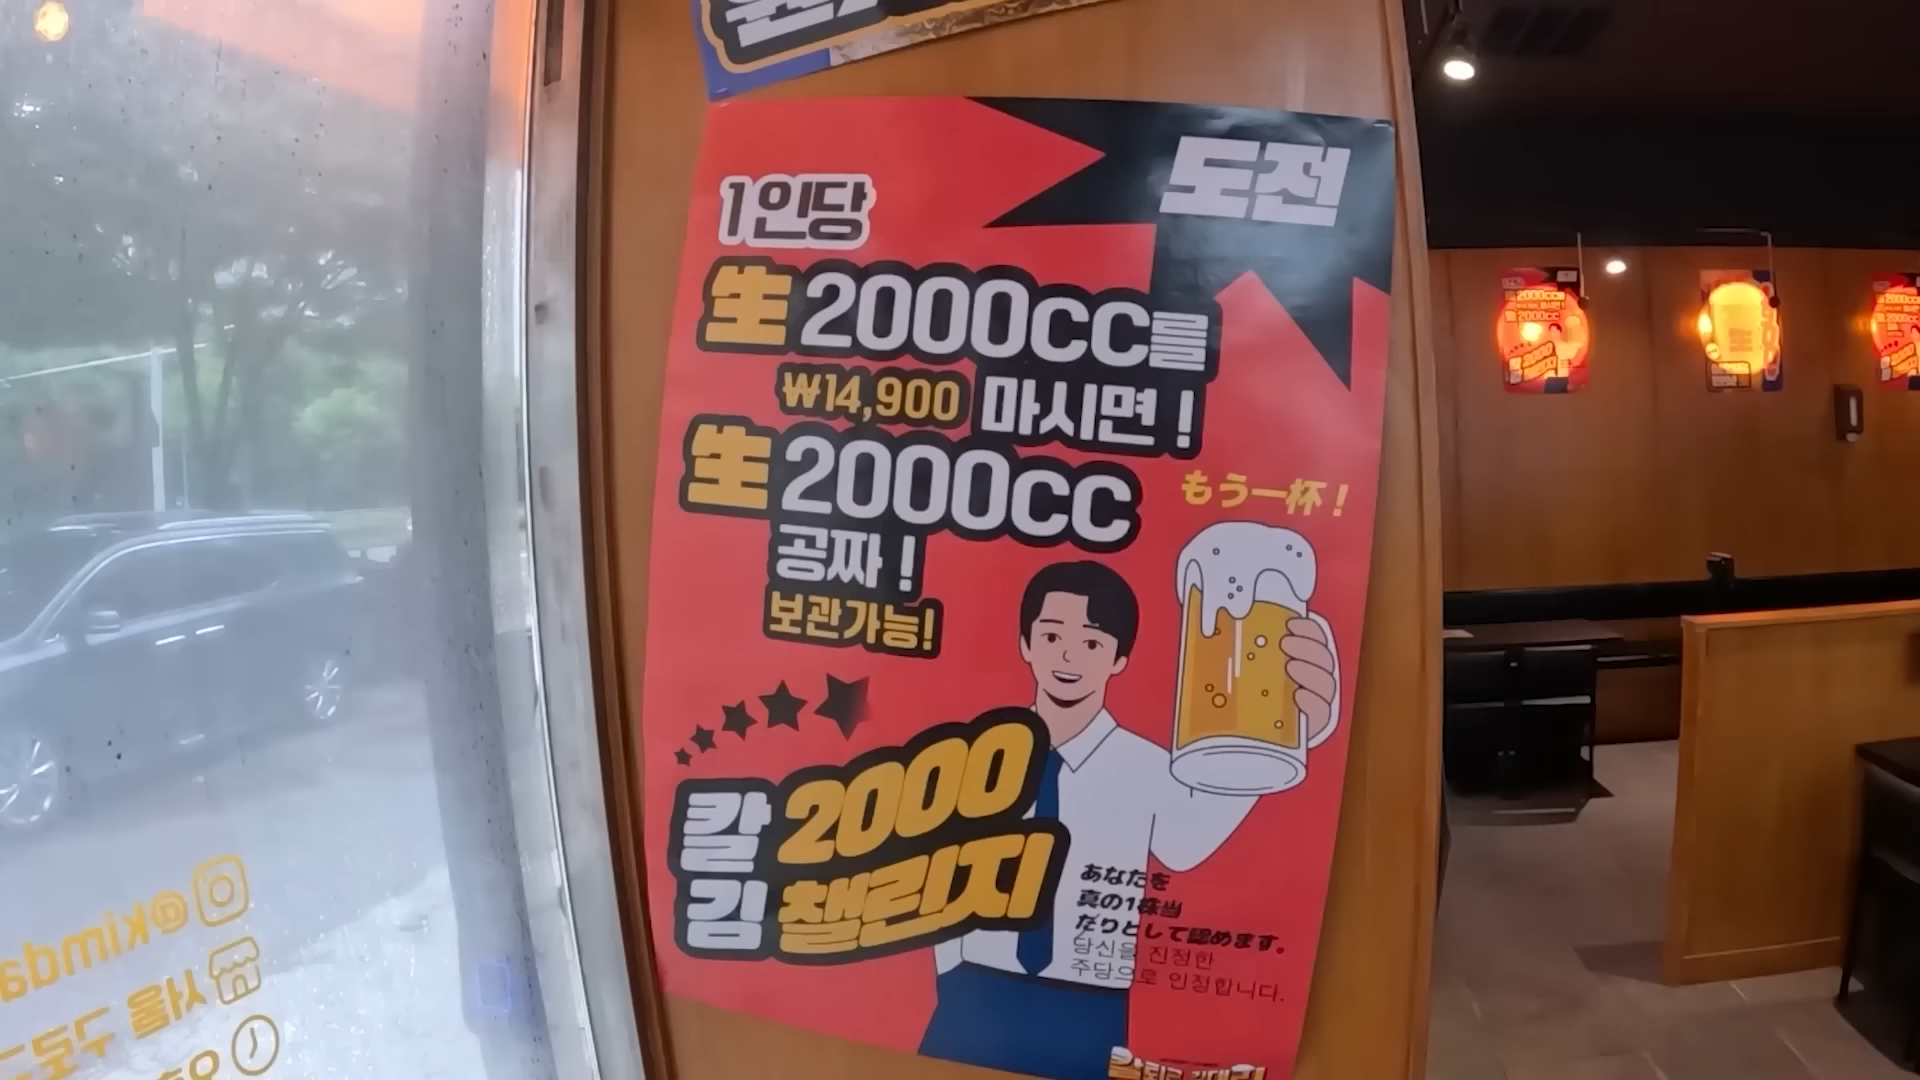 도전
1인당
生 2000cc를
₩14,900 마시면!
生 2000cc
공짜!
보관가능!
もう一杯!
칼김 2000 챌린지
あなたを
真の1株当
たりとして認めます。
당신을 진정한
주당으로 인정합니다.
@kimda
서울 구로